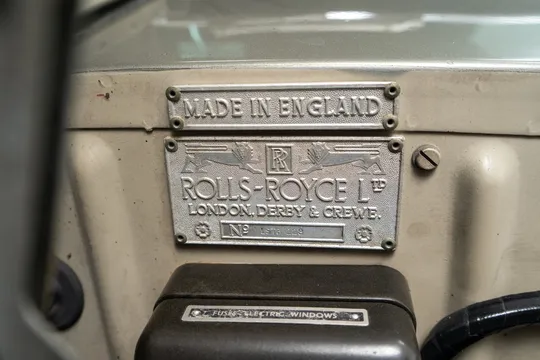 MADE IN ENGLAND
RR
ROLLS-ROYCE LTD
LONDON, DERBY & CREWE.
Nº
FUSE-ELECTRIC WINDOWS